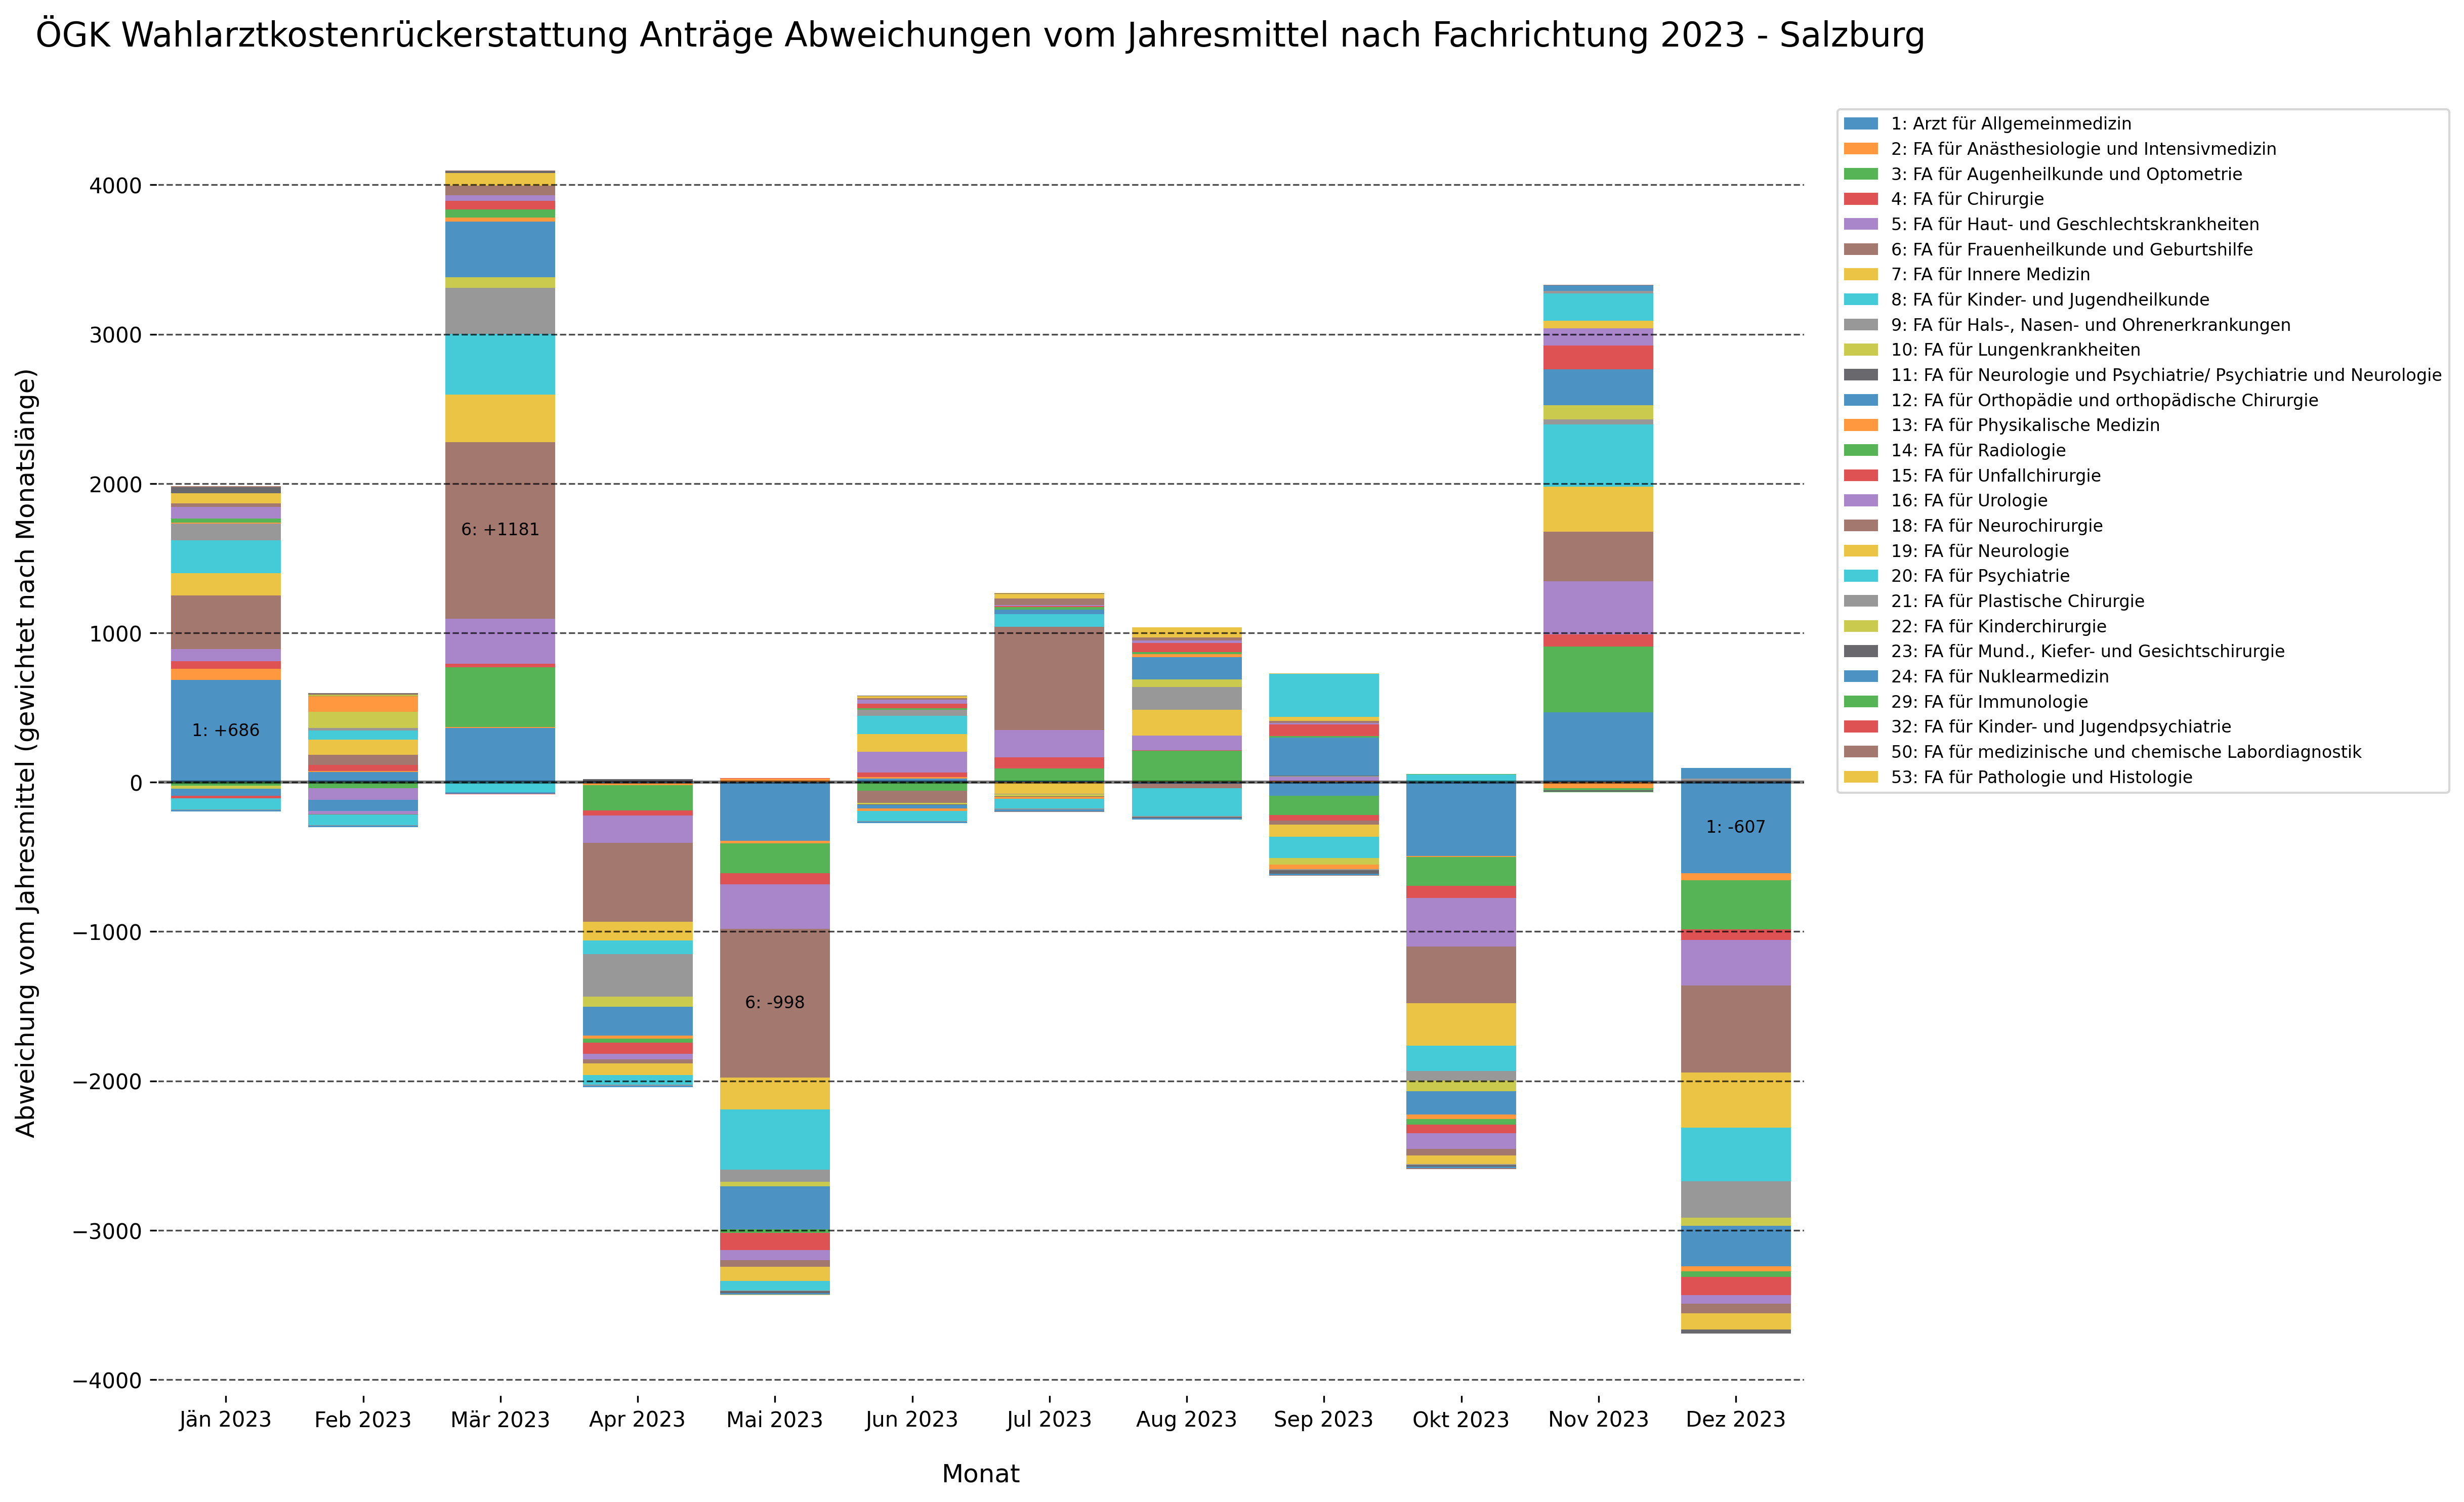 ÖGK Wahlarztkostenrückerstattung Anträge Abweichungen vom Jahresmittel nach Fachrichtung 2023 - Salzburg
Abweichung vom Jahresmittel (gewichtet nach Monatslänge)
4000
3000
2000
1000
0
−1000
−2000
−3000
−4000
1: +686
6: +1181
6: -998
1: -607
Jän 2023
Feb 2023
Mär 2023
Apr 2023
Mai 2023
Jun 2023
Jul 2023
Aug 2023
Sep 2023
Okt 2023
Nov 2023
Dez 2023
Monat
1: Arzt für Allgemeinmedizin
2: FA für Anästhesiologie und Intensivmedizin
3: FA für Augenheilkunde und Optometrie
4: FA für Chirurgie
5: FA für Haut- und Geschlechtskrankheiten
6: FA für Frauenheilkunde und Geburtshilfe
7: FA für Innere Medizin
8: FA für Kinder- und Jugendheilkunde
9: FA für Hals-, Nasen- und Ohrenerkrankungen
10: FA für Lungenkrankheiten
11: FA für Neurologie und Psychiatrie/ Psychiatrie und Neurologie
12: FA für Orthopädie und orthopädische Chirurgie
13: FA für Physikalische Medizin
14: FA für Radiologie
15: FA für Unfallchirurgie
16: FA für Urologie
18: FA für Neurochirurgie
19: FA für Neurologie
20: FA für Psychiatrie
21: FA für Plastische Chirurgie
22: FA für Kinderchirurgie
23: FA für Mund., Kiefer- und Gesichtschirurgie
24: FA für Nuklearmedizin
29: FA für Immunologie
32: FA für Kinder- und Jugendpsychiatrie
50: FA für medizinische und chemische Labordiagnostik
53: FA für Pathologie und Histologie